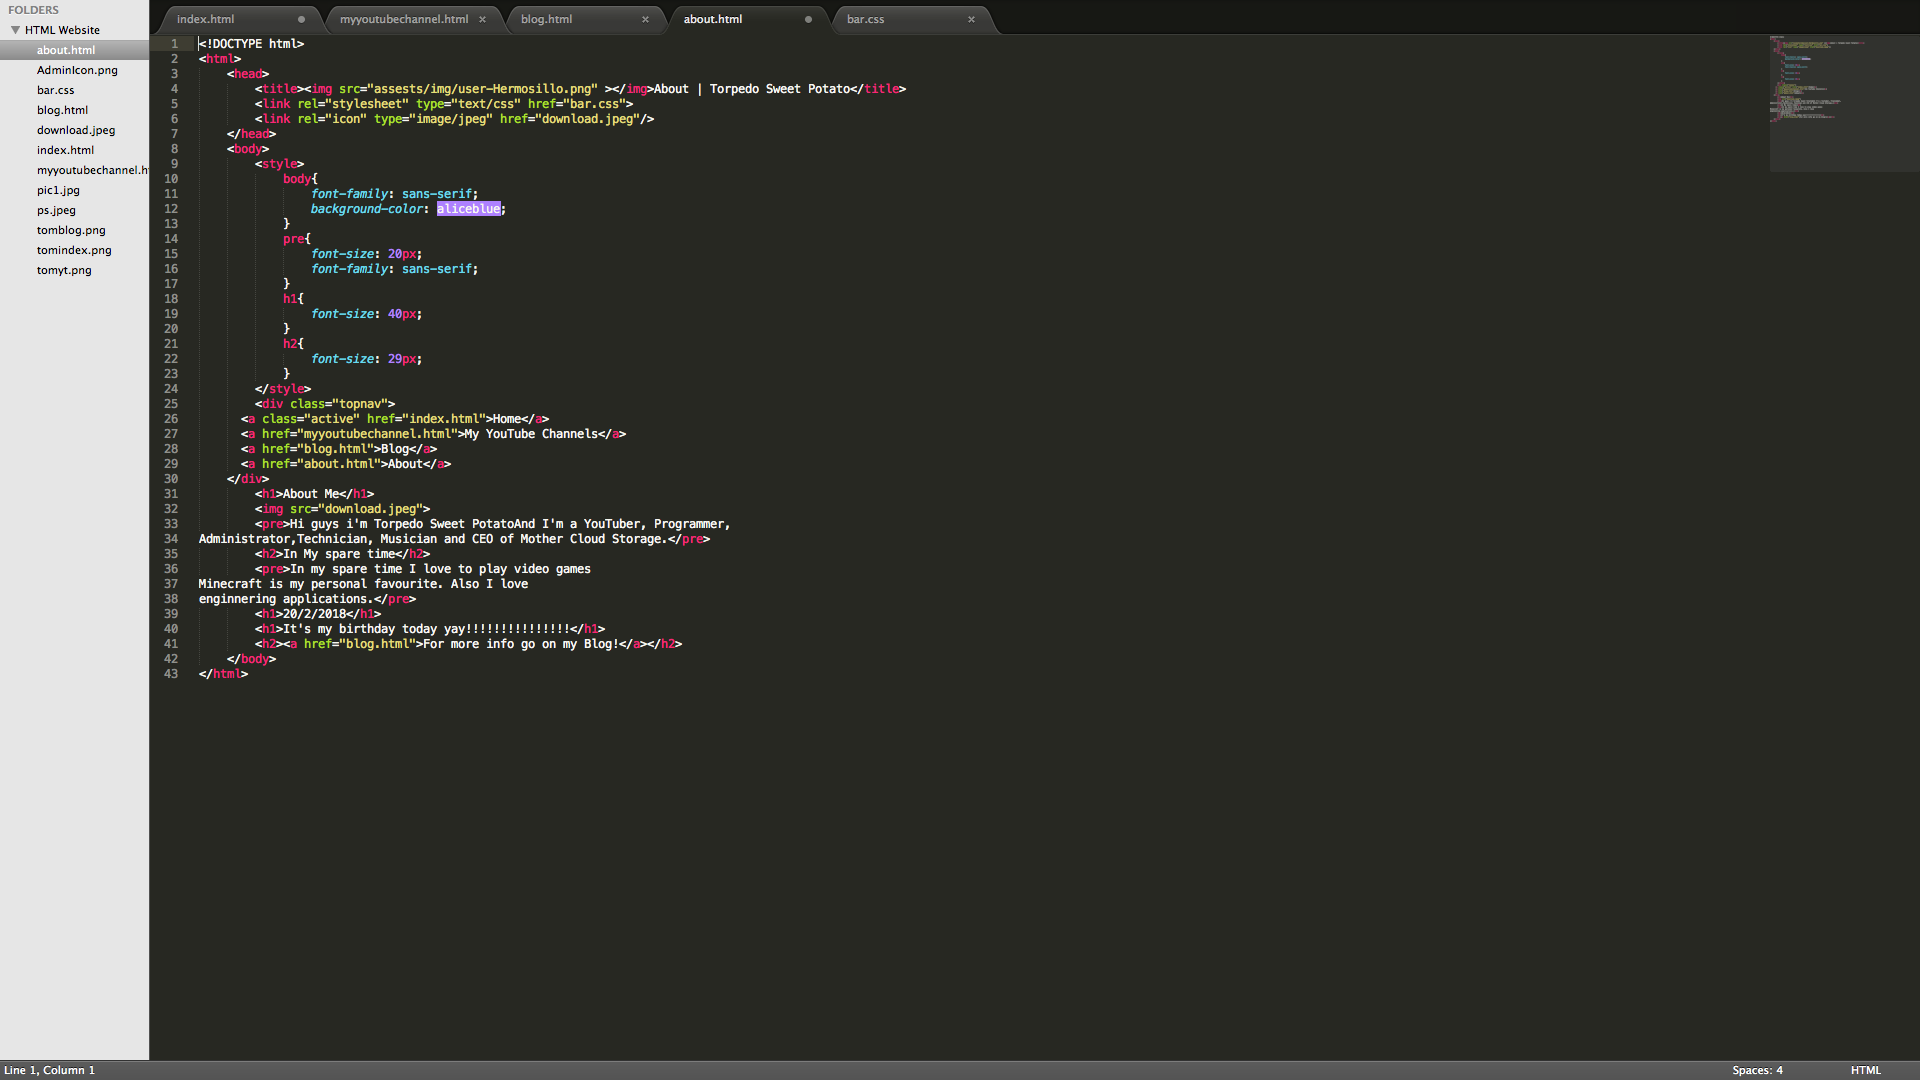 FOLDERS
HTML Website
about.html
AdminIcon.png
bar.css
blog.html
download.jpeg
index.html
myyoutubechannel.h
pic1.jpg
ps.jpeg
tomblog.png
tomindex.png
tomyt.png
index.html
myyoutubechannel.html
blog.html
about.html
bar.css
1 <!DOCTYPE html>
2 <html>
3 <head>
4 <title><img src="assests/img/user-Hermosillo.png" ></img>About | Torpedo Sweet Potato</title>
5 <link rel="stylesheet" type="text/css" href="bar.css">
6 <link rel="icon" type="image/jpeg" href="download.jpeg"/>
7 </head>
8 <body>
9 <style>
10 body{
11 font-family: sans-serif;
12 background-color: aliceblue;
13 }
14 pre{
15 font-size: 20px;
16 font-family: sans-serif;
17 }
18 h1{
19 font-size: 40px;
20 }
21 h2{
22 font-size: 29px;
23 }
24 </style>
25 <div class="topnav">
26 <a class="active" href="index.html">Home</a>
27 <a href="myyoutubechannel.html">My YouTube Channels</a>
28 <a href="blog.html">Blog</a>
29 <a href="about.html">About</a>
30 </div>
31 <h1>About Me</h1>
32 <img src="download.jpeg">
33 <pre>Hi guys i'm Torpedo Sweet PotatoAnd I'm a YouTuber, Programmer,
34 Administrator,Technician, Musician and CEO of Mother Cloud Storage.</pre>
35 <h2>In My spare time</h2>
36 <pre>In my spare time I love to play video games
37 Minecraft is my personal favourite. Also I love
38 enginnering applications.</pre>
39 <h1>20/2/2018</h1>
40 <h1>It's my birthday today yay!!!!!!!!!!!!!!!</h1>
41 <h2><a href="blog.html">For more info go on my Blog!</a></h2>
42 </body>
43 </html>
Line 1, Column 1
Spaces: 4
HTML